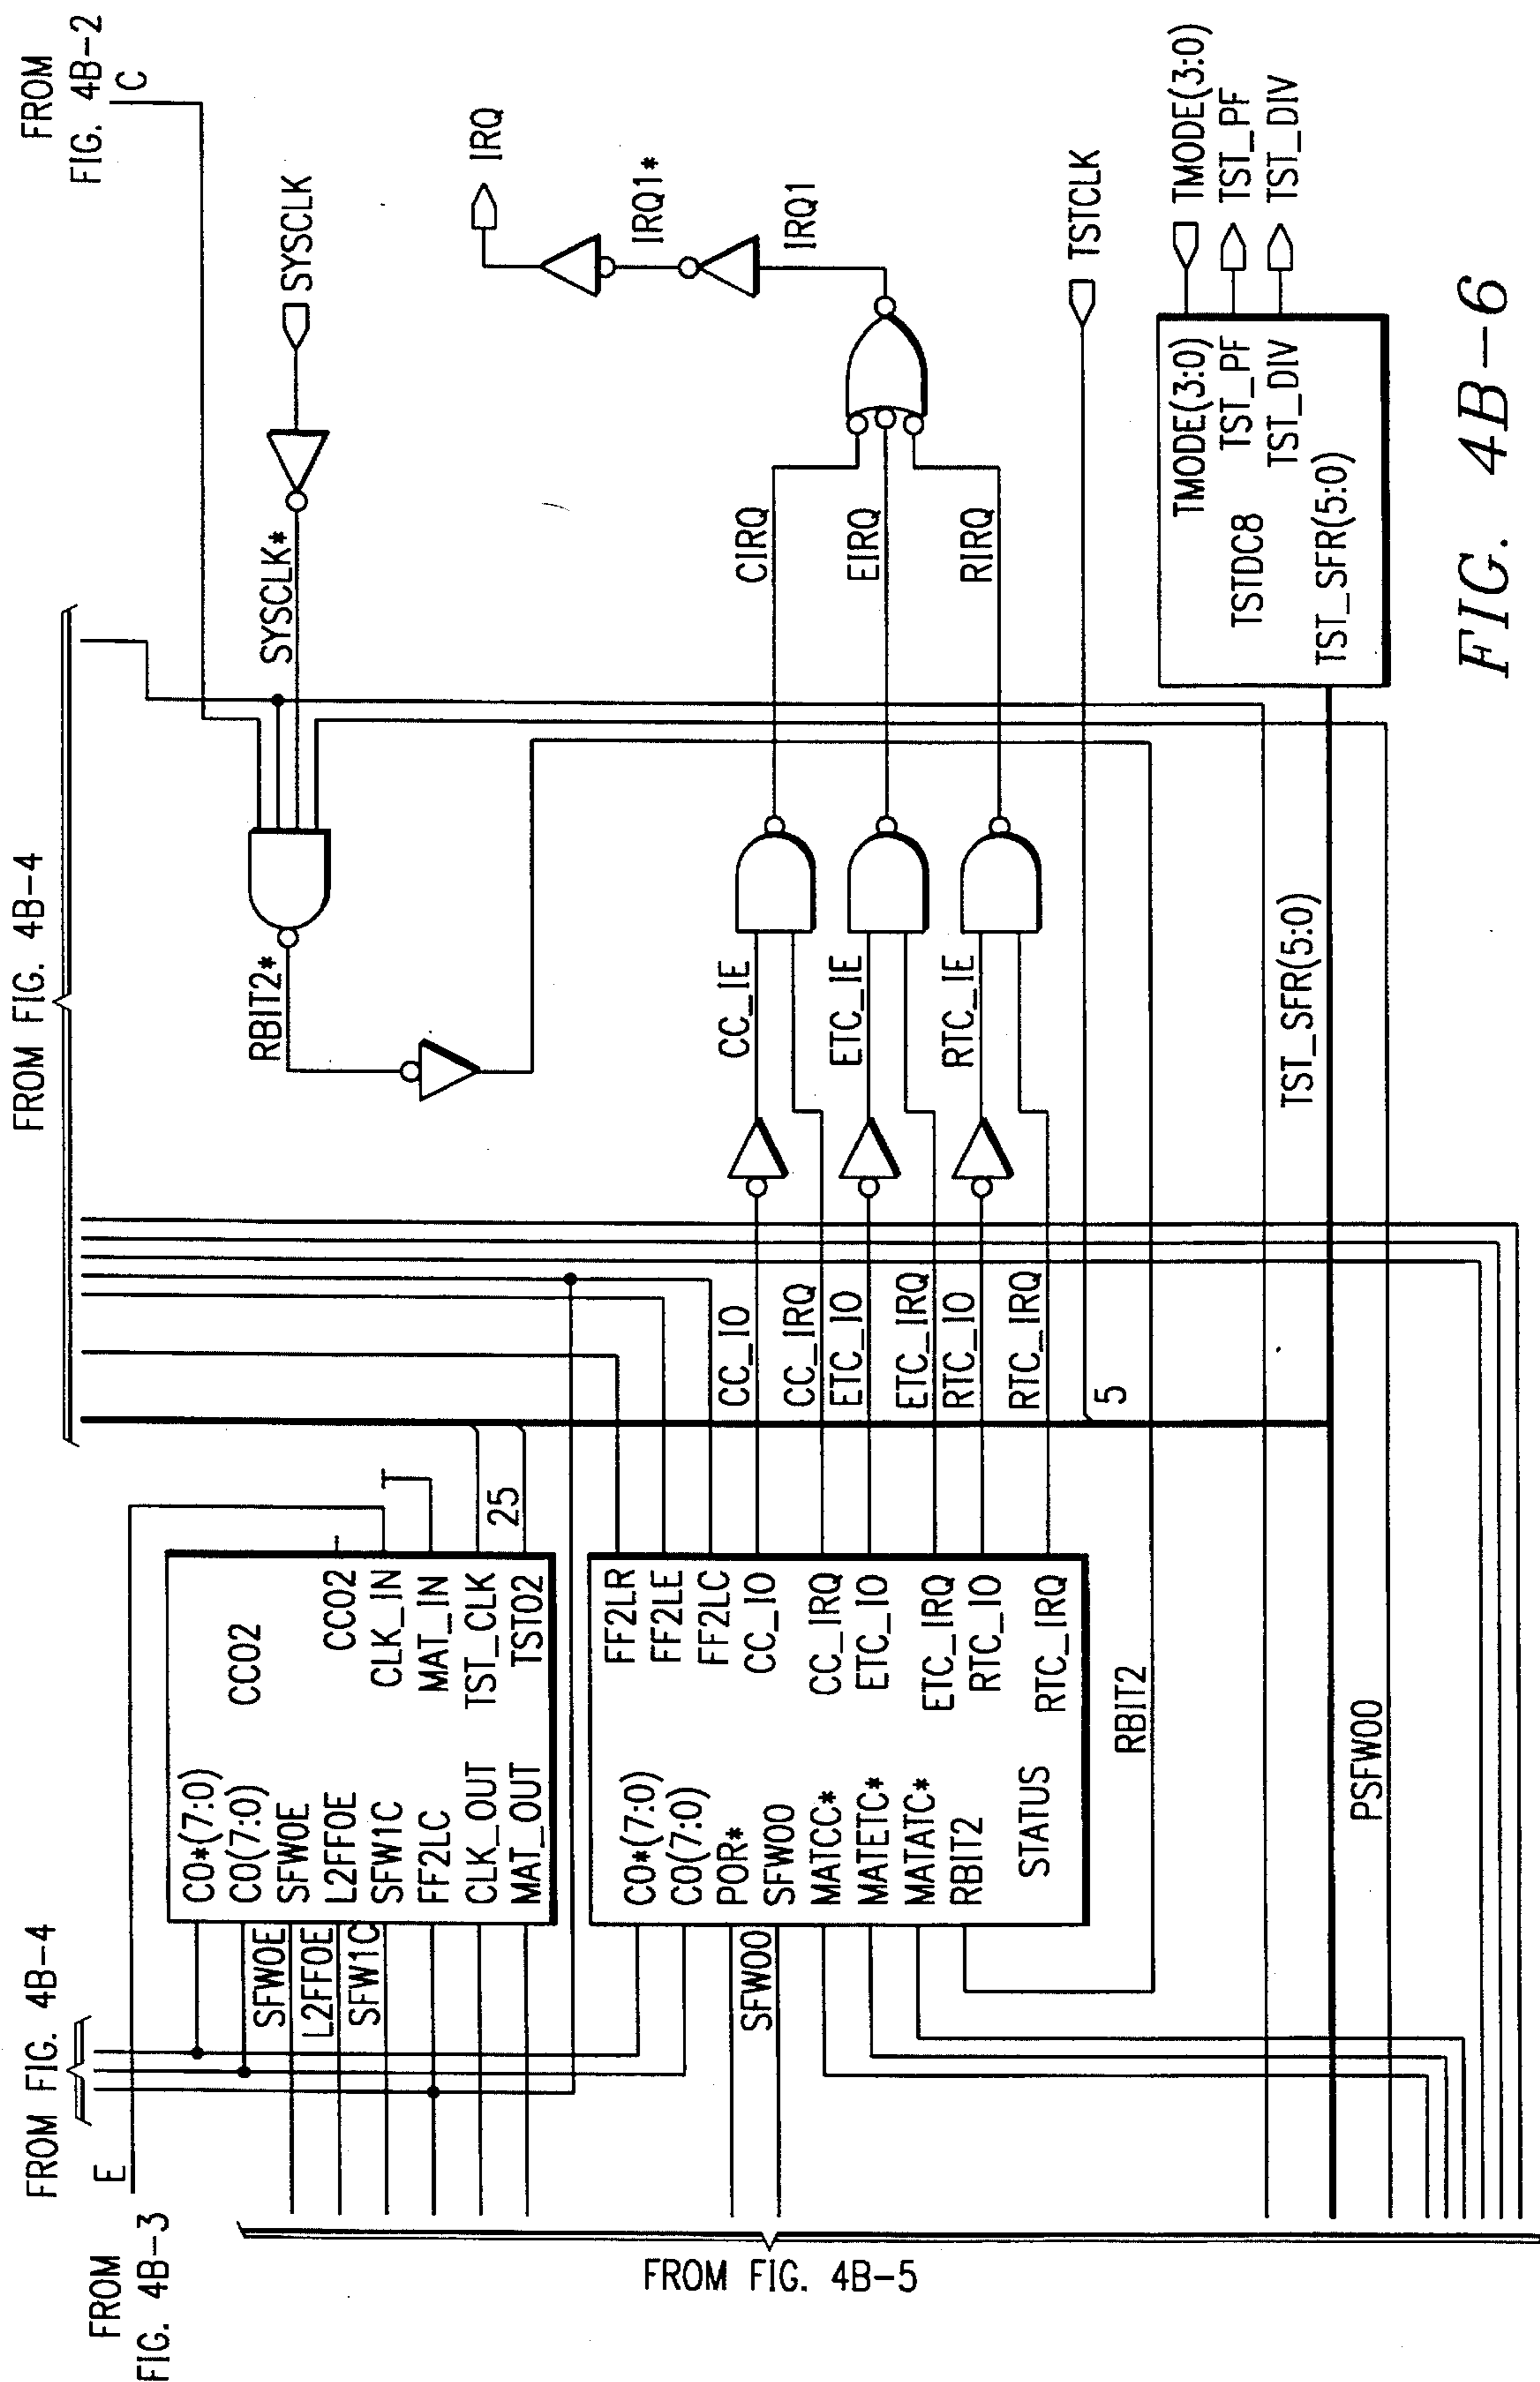 FROM
FIG. 4B-3
E
FROM FIG. 4B-4
FROM FIG. 4B-4
FROM
FIG. 4B-2
C
SFW0E
L2FF0E
SFW1C
CO*(7:0)
CO(7:0)
SFW0E
L2FF0E
SFW1C
FF2LC
CLK_OUT
MAT_OUT
CC02
CC02
CLK_IN
MAT_IN
TST_CLK
TST02
25
RBIT2*
SYSCLK*
SYSCLK
FROM FIG. 4B-5
SFW00
CO*(7:0)
CO(7:0)
POR*
SFW00
MATCC*
MATETC*
MATATC*
RBIT2
STATUS
FF2LR
FF2LE
FF2LC
CC_IO
CC_IRQ
ETC_IO
ETC_IRQ
RTC_IO
RTC_IRQ
CC_IO
CC_IRQ
ETC_IO
ETC_IRQ
RTC_IO
RTC_IRQ
CC_IE
ETC_IE
RTC_IE
CIRQ
EIRQ
RIRQ
IRQ1
IRQ1*
IRQ
5
TSTCLK
RBIT2
TST_SFR(5:0)
PSFW00
TMODE(3:0)
TST_PF
TST_DIV
TSTDC8
TST_SFR(5:0)
TMODE(3:0)
TST_PF
TST_DIV
FIG. 4B-6